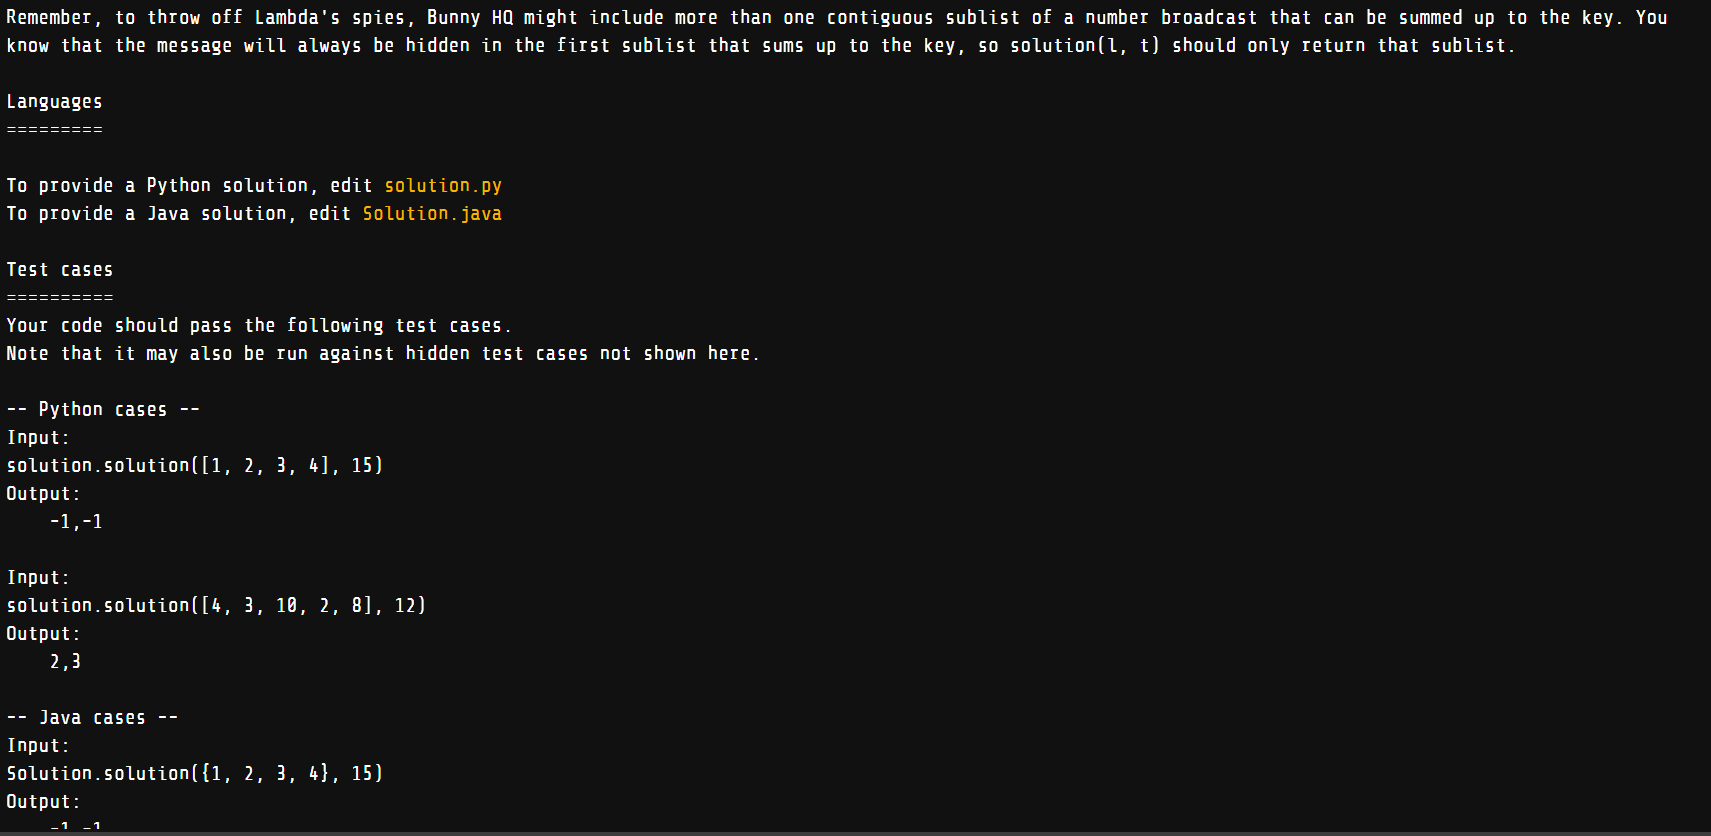 Remember, to throw off Lambda's spies, Bunny HQ might include more than one contiguous sublist of a number broadcast that can be summed up to the key. You
know that the message will always be hidden in the first sublist that sums up to the key, so solution(l, t) should only return that sublist.
Languages
=========
To provide a Python solution, edit solution.py
To provide a Java solution, edit Solution.java
Test cases
==========
Your code should pass the following test cases.
Note that it may also be run against hidden test cases not shown here.
-- Python cases --
Input:
solution.solution([1, 2, 3, 4], 15)
Output:
-1,-1
Input:
solution.solution([4, 3, 10, 2, 8], 12)
Output:
2,3
-- Java cases --
Input:
Solution.solution({1, 2, 3, 4}, 15)
Output:
-1,-1